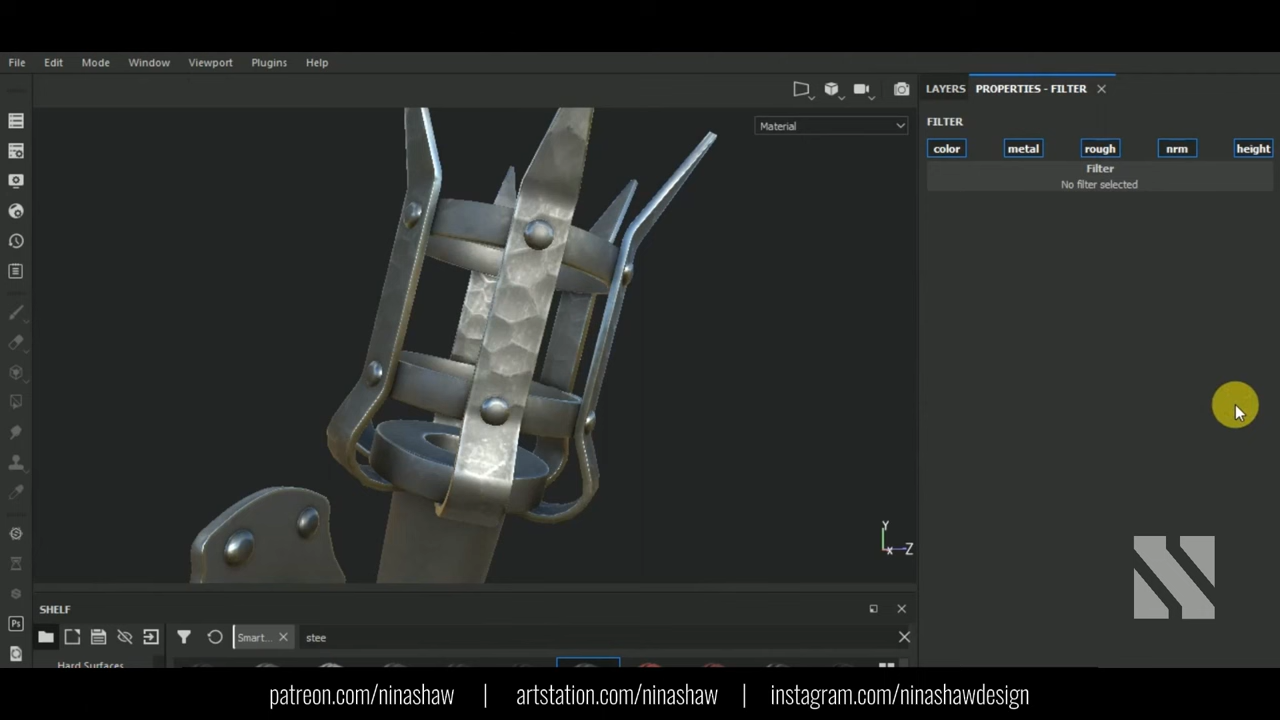 File Edit Mode Window Viewport Plugins Help
LAYERS PROPERTIES - FILTER
FILTER
color metal rough nrm height
Filter
No filter selected
Material
Y
X Z
SHELF
Smart... stee
Hard Surfaces
Ps
N
patreon.com/ninashaw | artstation.com/ninashaw | instagram.com/ninashawdesign